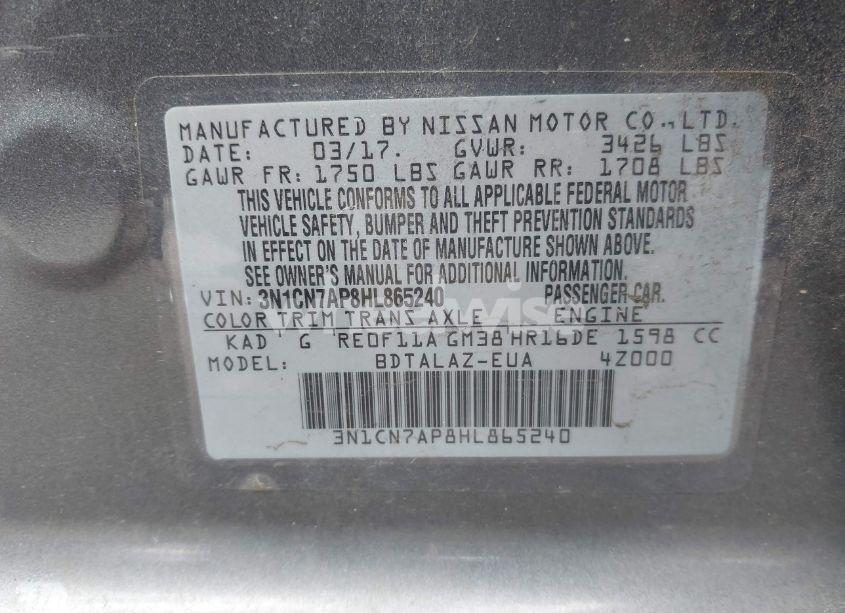 MANUFACTURED BY NISSAN MOTOR CO., LTD.
DATE: 03/17. GVWR: 3426 LBS
GAWR FR: 1750 LBS GAWR RR: 1708 LBS
THIS VEHICLE CONFORMS TO ALL APPLICABLE FEDERAL MOTOR
VEHICLE SAFETY, BUMPER AND THEFT PREVENTION STANDARDS
IN EFFECT ON THE DATE OF MANUFACTURE SHOWN ABOVE.
SEE OWNER'S MANUAL FOR ADDITIONAL INFORMATION.
VIN: 3N1CN7AP8HL865240 PASSENGER CAR.
COLOR TRIM TRANS AXLE ENGINE
KAD G RE0F11A GM38 HR16DE 1598 CC
MODEL: BDTALAZ-EUA 4Z000
3N1CN7AP8HL865240